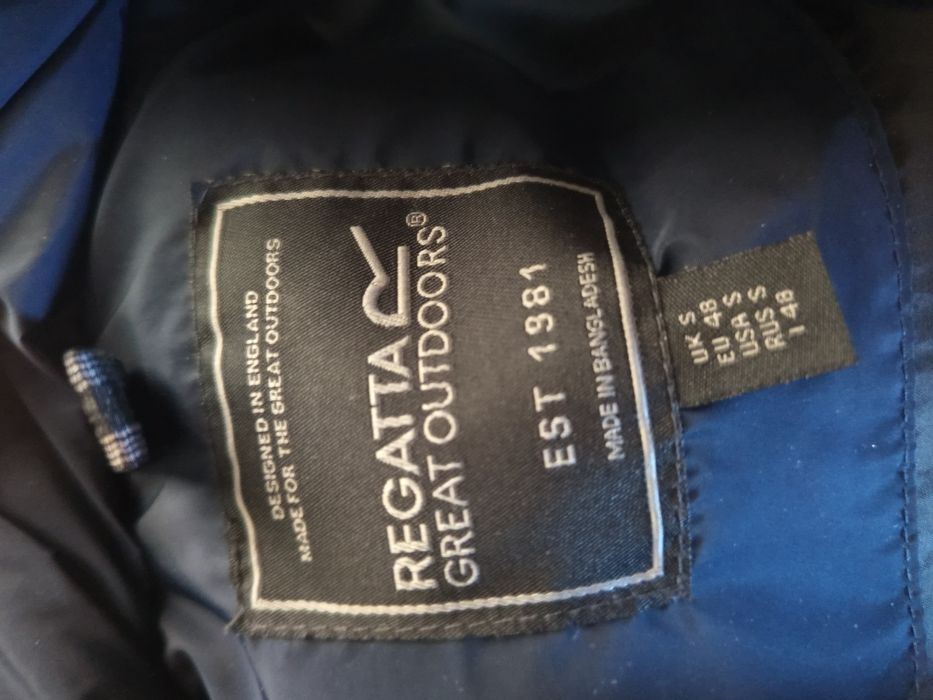 DESIGNED IN ENGLAND
MADE FOR THE GREAT OUTDOORS
REGATTA
GREAT OUTDOORS®
EST 1981
MADE IN BANGLADESH
UK S
EU 48
USA S
RUS S
I 48